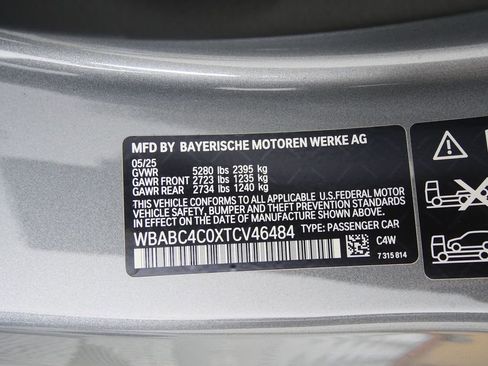 MFD BY BAYERISCHE MOTOREN WERKE AG
05/25
GVWR 5280 lbs 2395 kg
GAWR FRONT 2723 lbs 1235 kg
GAWR REAR 2734 lbs 1240 kg
THIS VEHICLE CONFORMS TO ALL APPLICABLE U.S.FEDERAL MOTOR
VEHICLE SAFETY, BUMPER, AND THEFT PREVENTION STANDARDS
IN EFFECT ON THE DATE OF MANUFACTURE SHOWN ABOVE.
WBABC4C0XTCV46484 TYPE: PASSENGER CAR
C4W
7 315 814